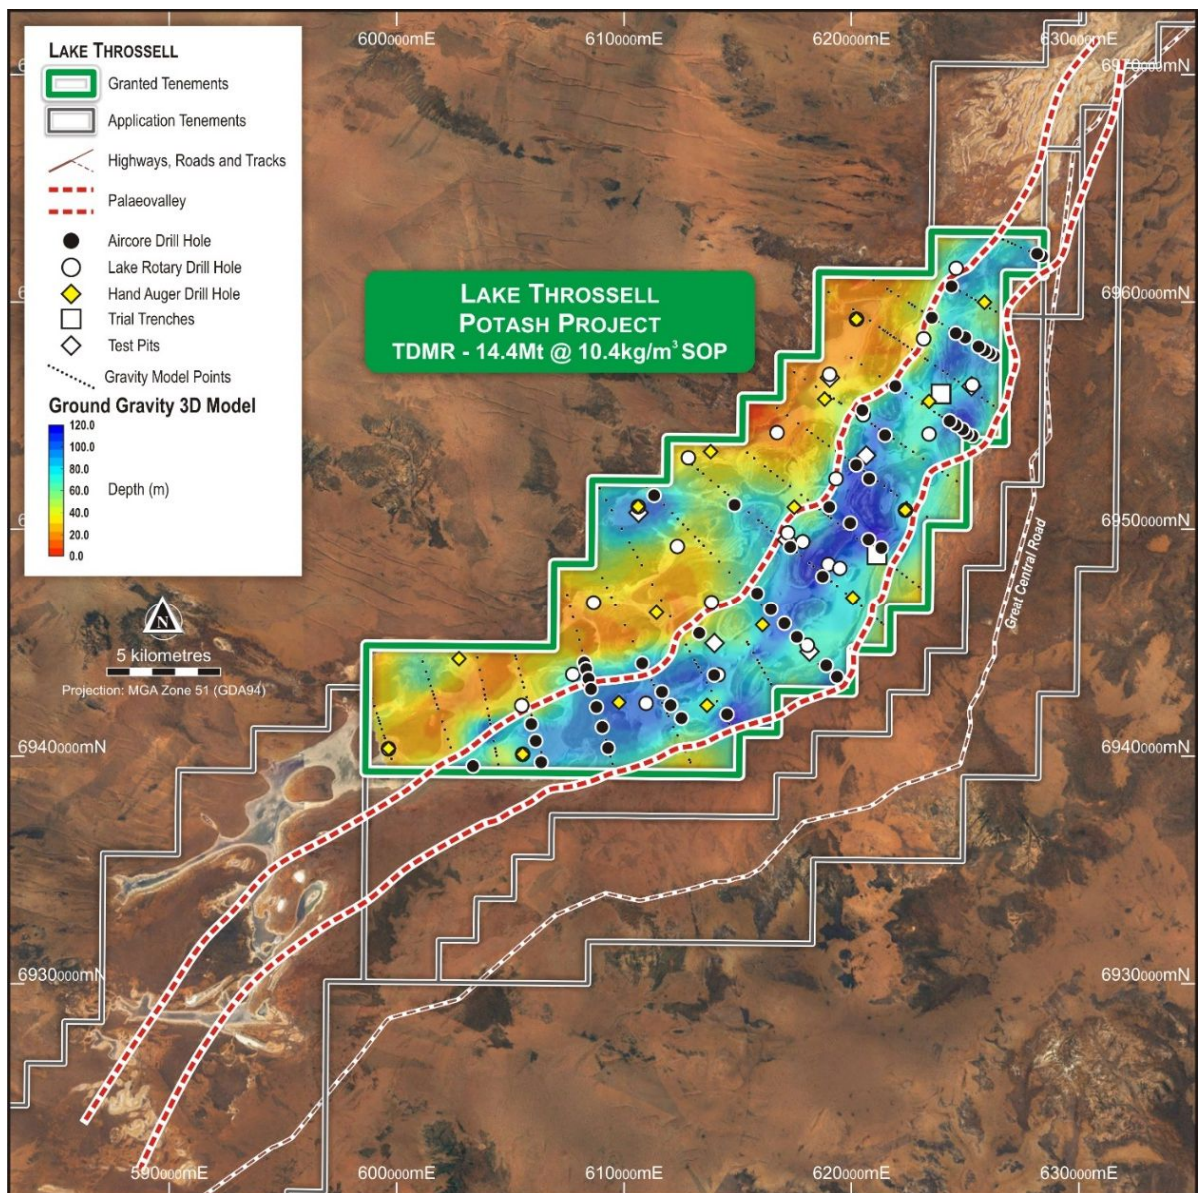 600000mE
610000mE
620000mE
630000mE
6970000mN
LAKE THROSSELL
Granted Tenements
Application Tenements
Highways, Roads and Tracks
Palaeovalley
Aircore Drill Hole
Lake Rotary Drill Hole
Hand Auger Drill Hole
Trial Trenches
Test Pits
Gravity Model Points
Ground Gravity 3D Model
120.0
100.0
80.0
60.0
40.0
20.0
0.0
Depth (m)
LAKE THROSSELL
POTASH PROJECT
TDMR - 14.4Mt @ 10.4kg/m³ SOP
6960000mN
6950000mN
Great Central Road
N
5 kilometres
Projection: MGA Zone 51 (GDA94)
6940000mN
6940000mN
6930000mN
6930000mN
590000mE
600000mE
610000mE
620000mE
630000mE